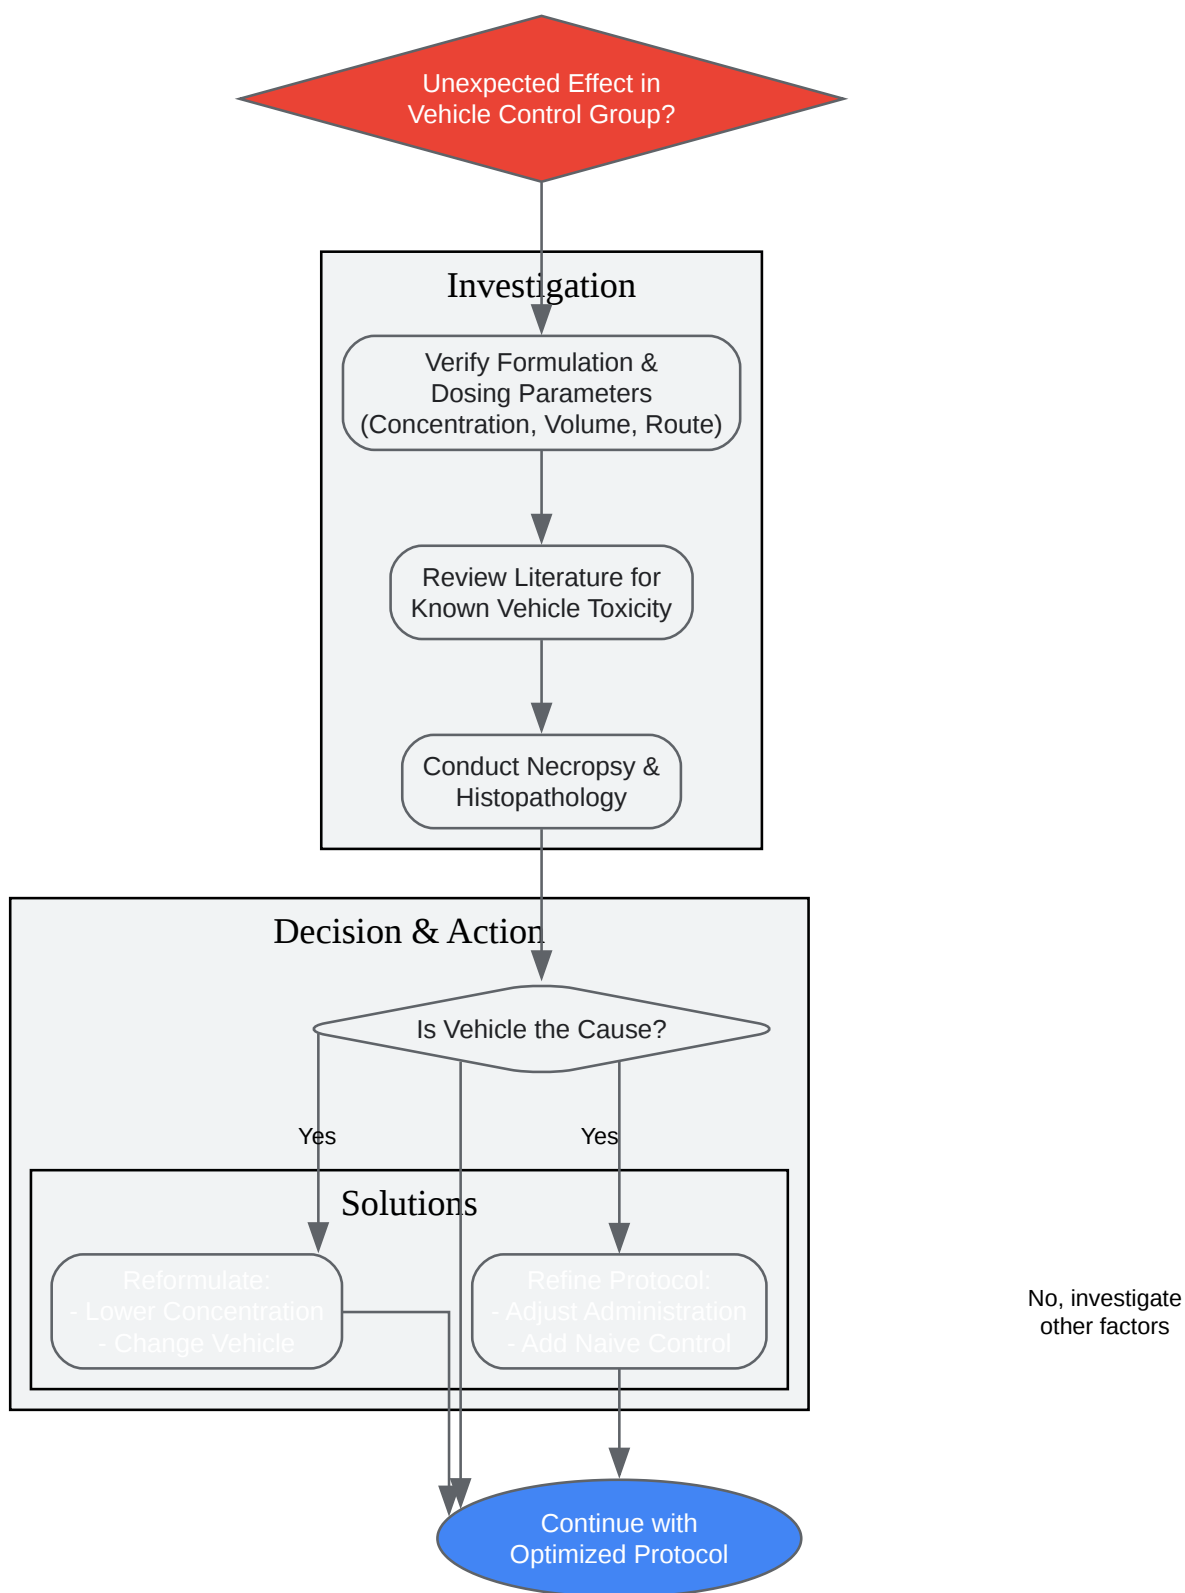 Unexpected Effect in
Vehicle Control Group?
Investigation
Verify Formulation &
Dosing Parameters
(Concentration, Volume, Route)
Review Literature for
Known Vehicle Toxicity
Conduct Necropsy &
Histopathology
Decision & Action
Is Vehicle the Cause?
Yes
Yes
Solutions
Reformulate:
- Lower Concentration
- Change Vehicle
Refine Protocol:
- Adjust Administration
- Add Naive Control
No, investigate
other factors
Continue with
Optimized Protocol